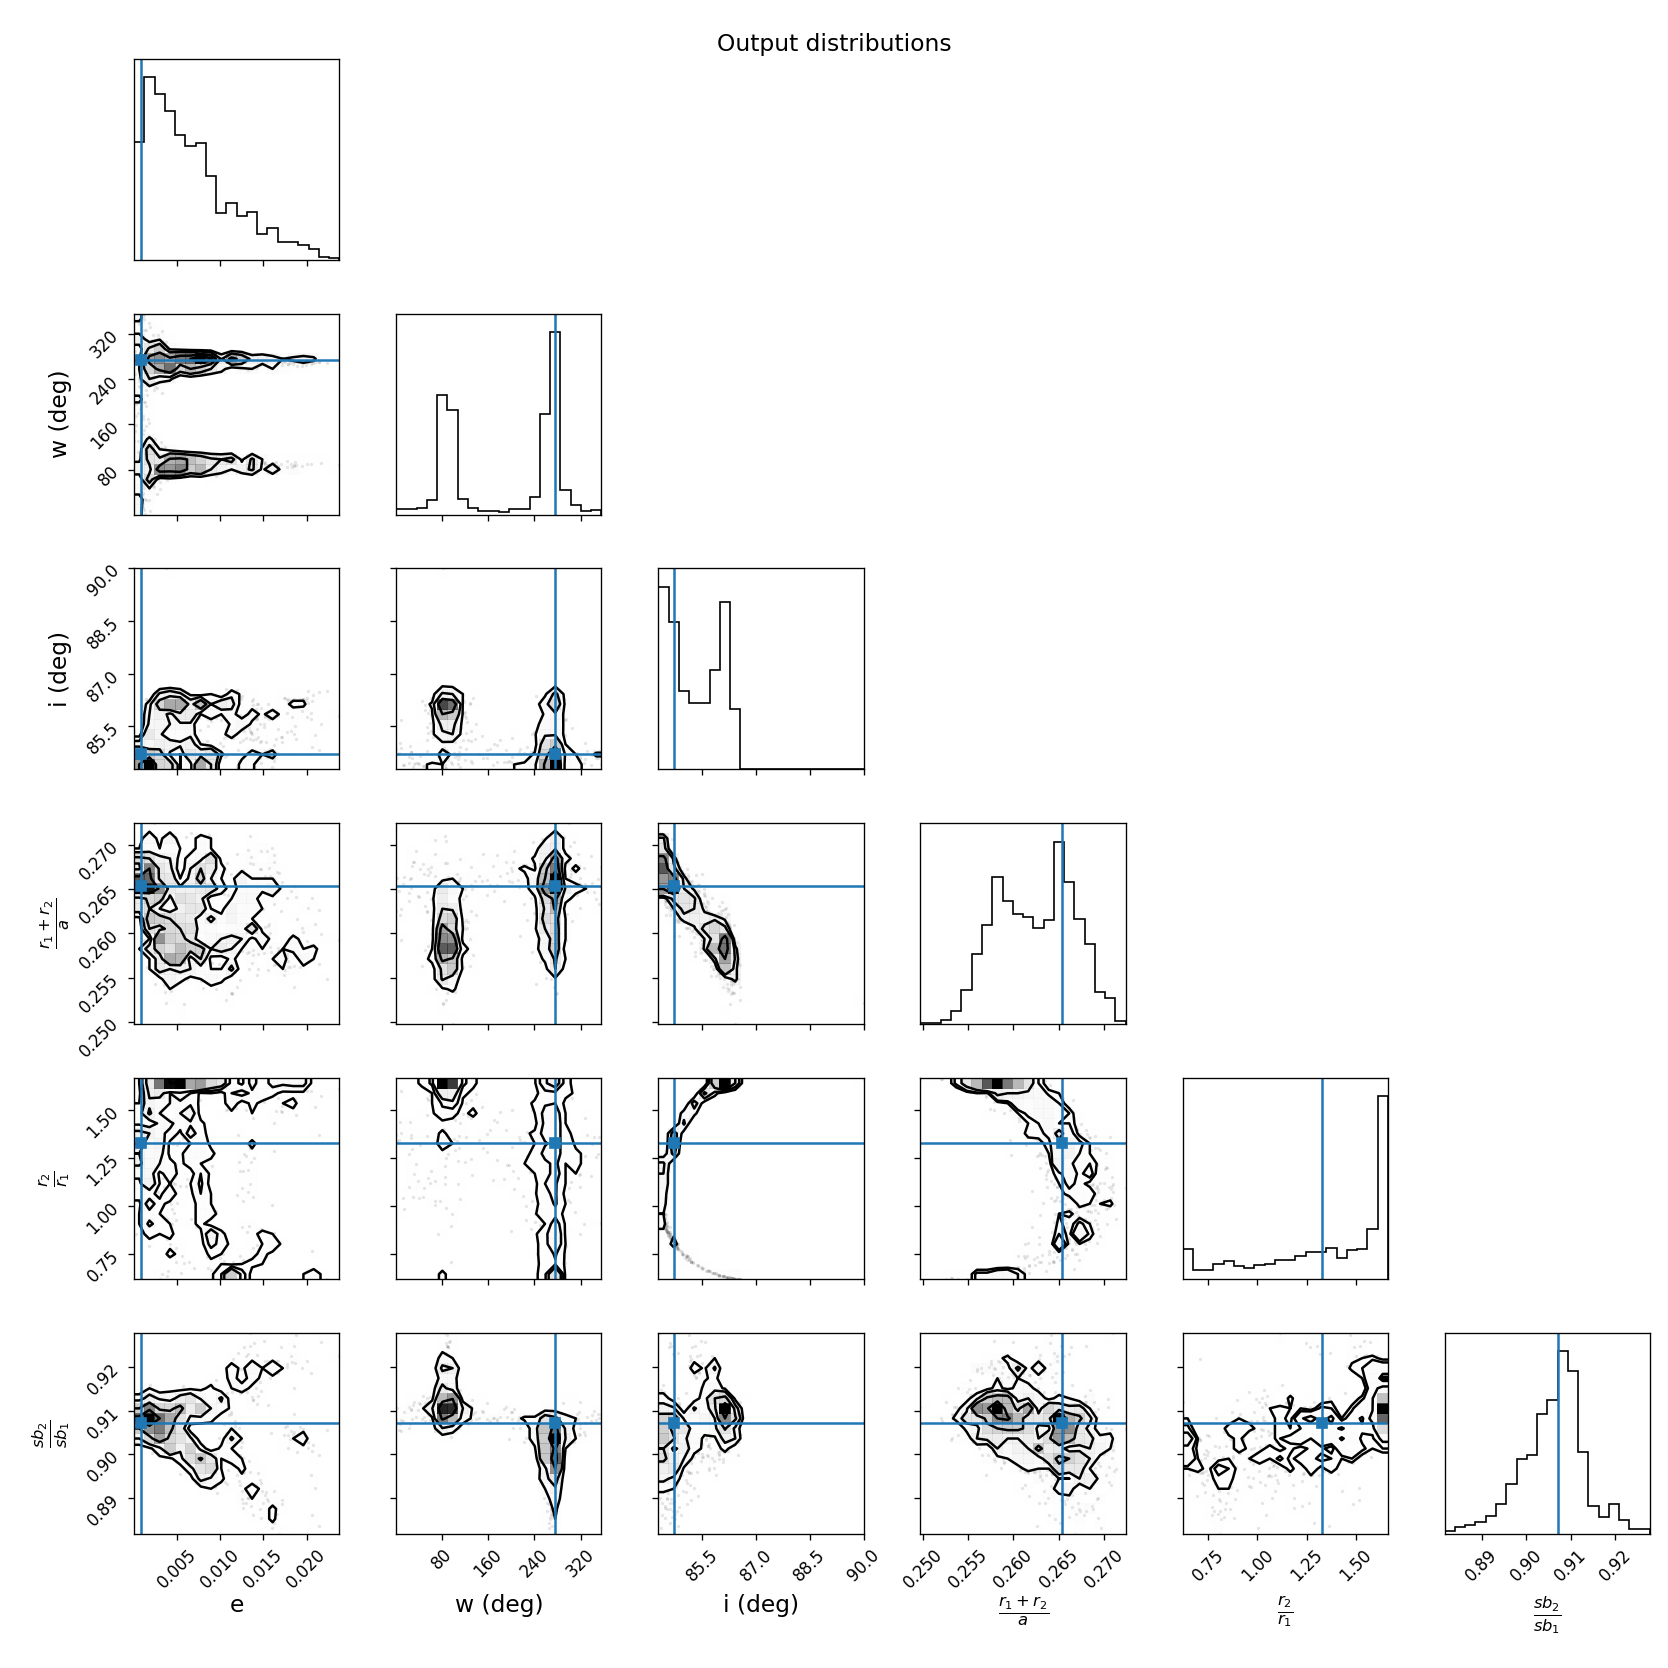 Output distributions
w (deg)
320
240
160
80
i (deg)
90.0
88.5
87.0
85.5
r₁ + r₂
a
0.270
0.265
0.260
0.255
0.250
r₂
r₁
1.50
1.25
1.00
0.75
sb₂
sb₁
0.92
0.91
0.90
0.89
0.005 0.010 0.015 0.020 80 160 240 320 85.5 87.0 88.5 90.0 0.250 0.255 0.260 0.265 0.270 0.75 1.00 1.25 1.50 0.89 0.90 0.91 0.92
e w (deg) i (deg) r₁ + r₂ r₂ sb₂
a r₁ sb₁